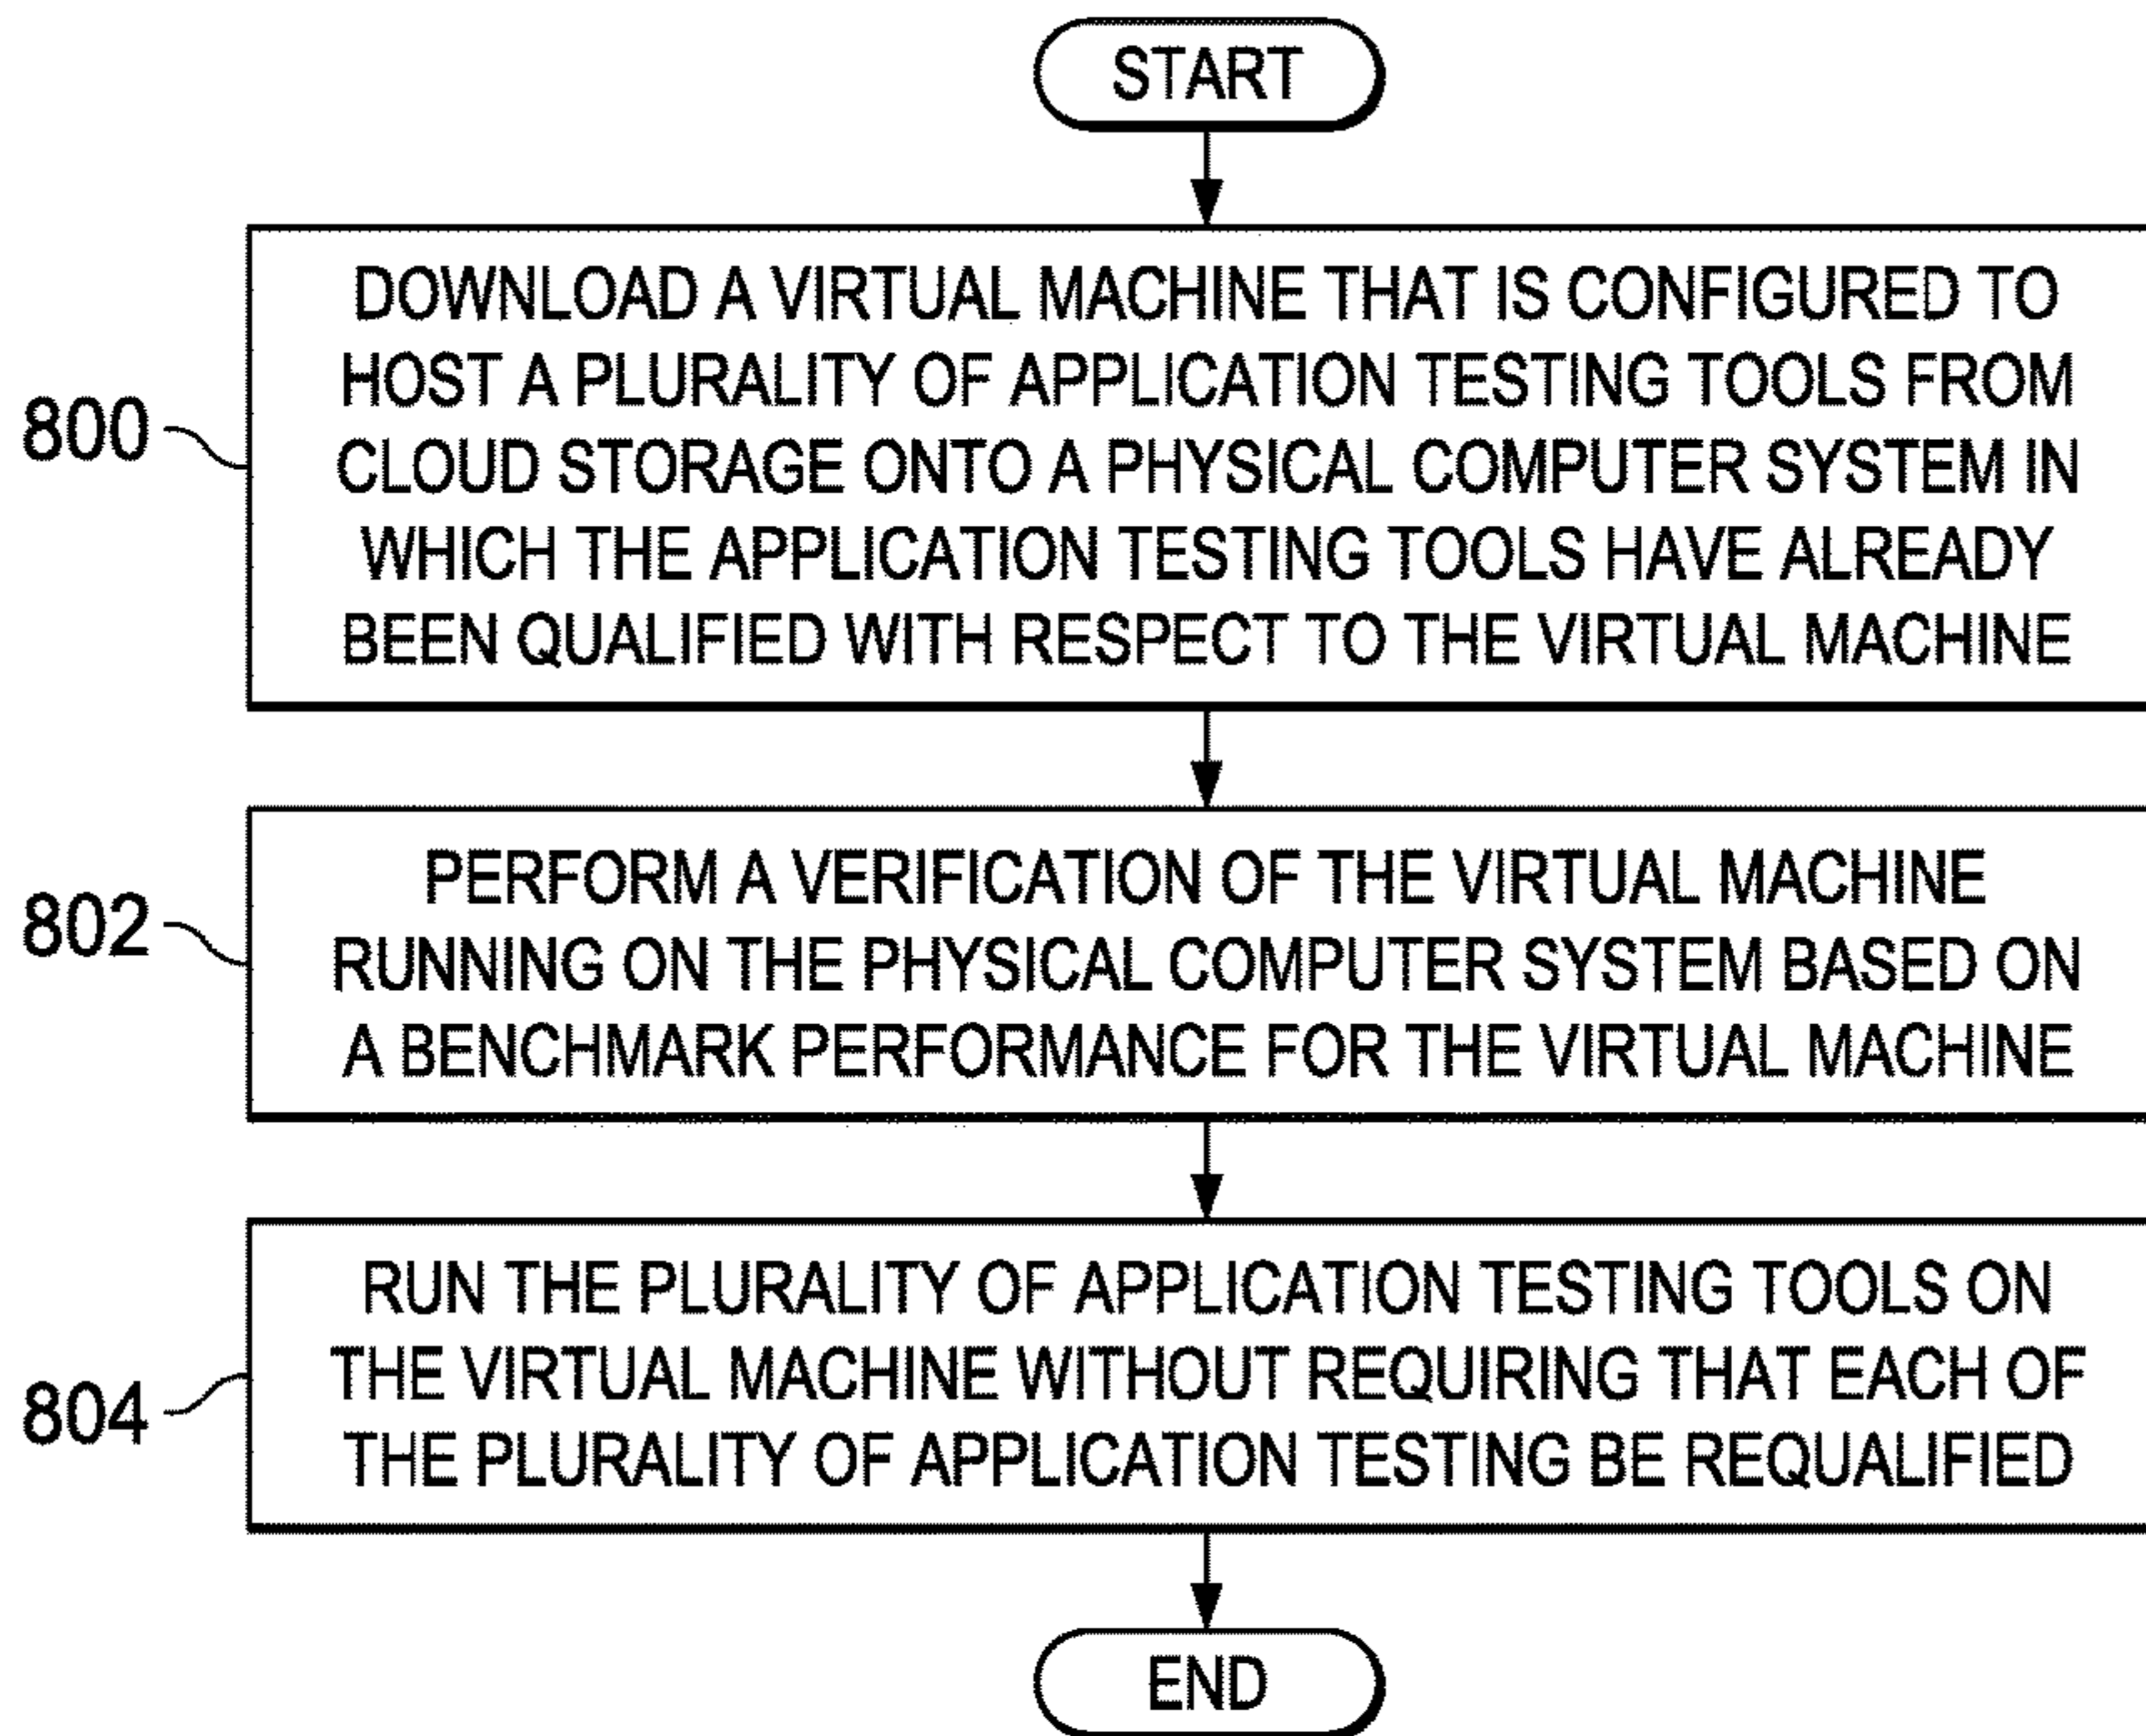 START
DOWNLOAD A VIRTUAL MACHINE THAT IS CONFIGURED TO
HOST A PLURALITY OF APPLICATION TESTING TOOLS FROM
CLOUD STORAGE ONTO A PHYSICAL COMPUTER SYSTEM IN
WHICH THE APPLICATION TESTING TOOLS HAVE ALREADY
BEEN QUALIFIED WITH RESPECT TO THE VIRTUAL MACHINE
800
PERFORM A VERIFICATION OF THE VIRTUAL MACHINE
RUNNING ON THE PHYSICAL COMPUTER SYSTEM BASED ON
A BENCHMARK PERFORMANCE FOR THE VIRTUAL MACHINE
802
RUN THE PLURALITY OF APPLICATION TESTING TOOLS ON
THE VIRTUAL MACHINE WITHOUT REQUIRING THAT EACH OF
THE PLURALITY OF APPLICATION TESTING BE REQUALIFIED
804
END